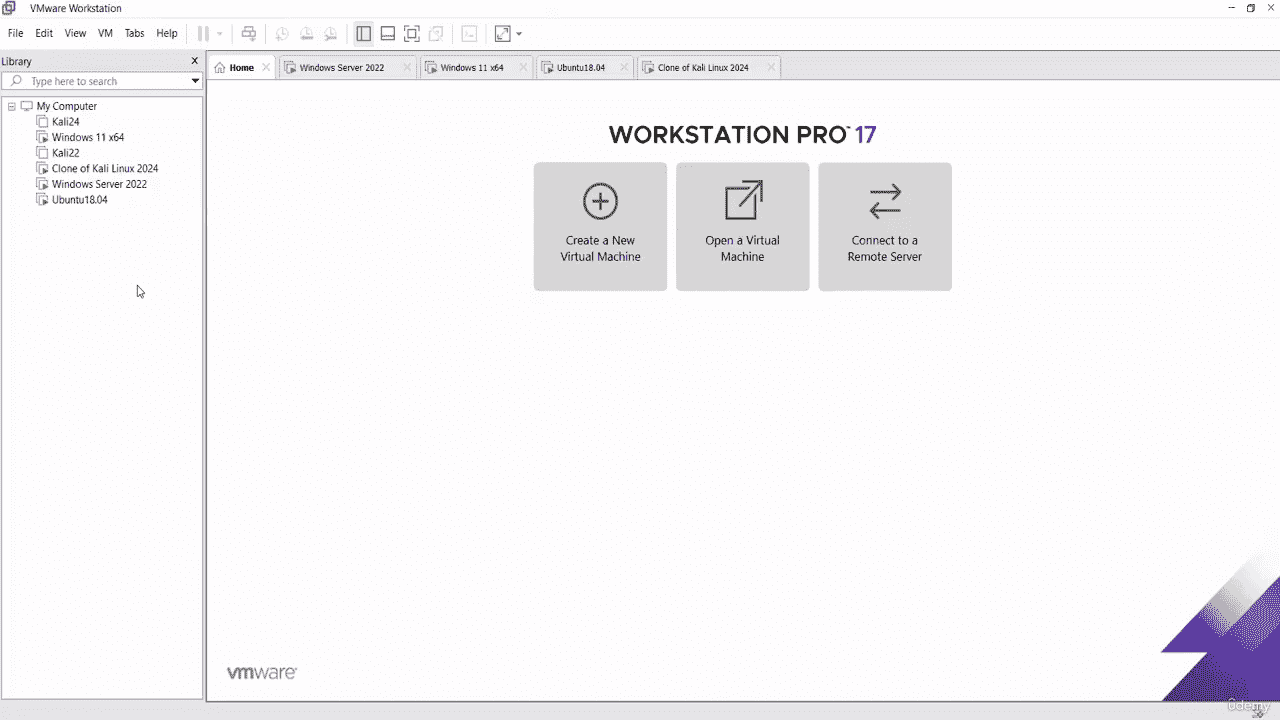 VMware Workstation
File Edit View VM Tabs Help
Library X
Type here to search
Home Windows Server 2022 Windows 11 x64 Ubuntu18.04 Clone of Kali Linux 2024
My Computer
Kali24
Windows 11 x64
Kali22
Clone of Kali Linux 2024
Windows Server 2022
Ubuntu18.04
WORKSTATION PRO™ 17
Create a New
Virtual Machine
Open a Virtual
Machine
Connect to a
Remote Server
vmware®
udemy